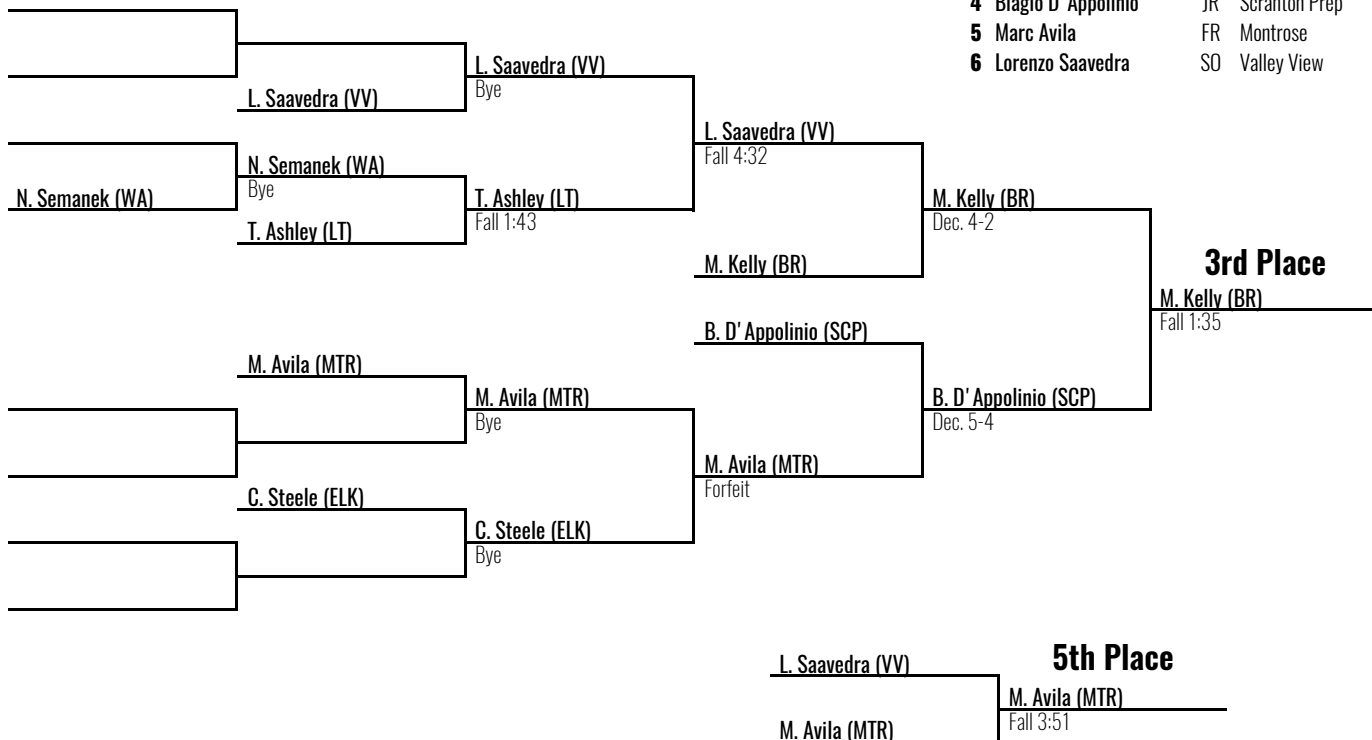 4 Biagio D'Appolinio JR Scranton Prep
5 Marc Avila FR Montrose
6 Lorenzo Saavedra SO Valley View
L. Saavedra (VV)
Bye
L. Saavedra (VV)
L. Saavedra (VV)
Fall 4:32
N. Semanek (WA)
Bye
N. Semanek (WA)
T. Ashley (LT)
Fall 1:43
T. Ashley (LT)
M. Kelly (BR)
Dec. 4-2
M. Kelly (BR)
3rd Place
M. Kelly (BR)
Fall 1:35
B. D'Appolinio (SCP)
M. Avila (MTR)
M. Avila (MTR)
Bye
B. D'Appolinio (SCP)
Dec. 5-4
M. Avila (MTR)
Forfeit
C. Steele (ELK)
C. Steele (ELK)
Bye
5th Place
L. Saavedra (VV)
M. Avila (MTR)
Fall 3:51
M. Avila (MTR)